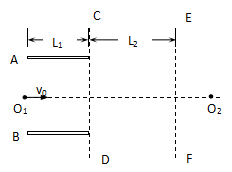 C E
L₁ L₂
A
V₀
O₁ O₂
B
D F